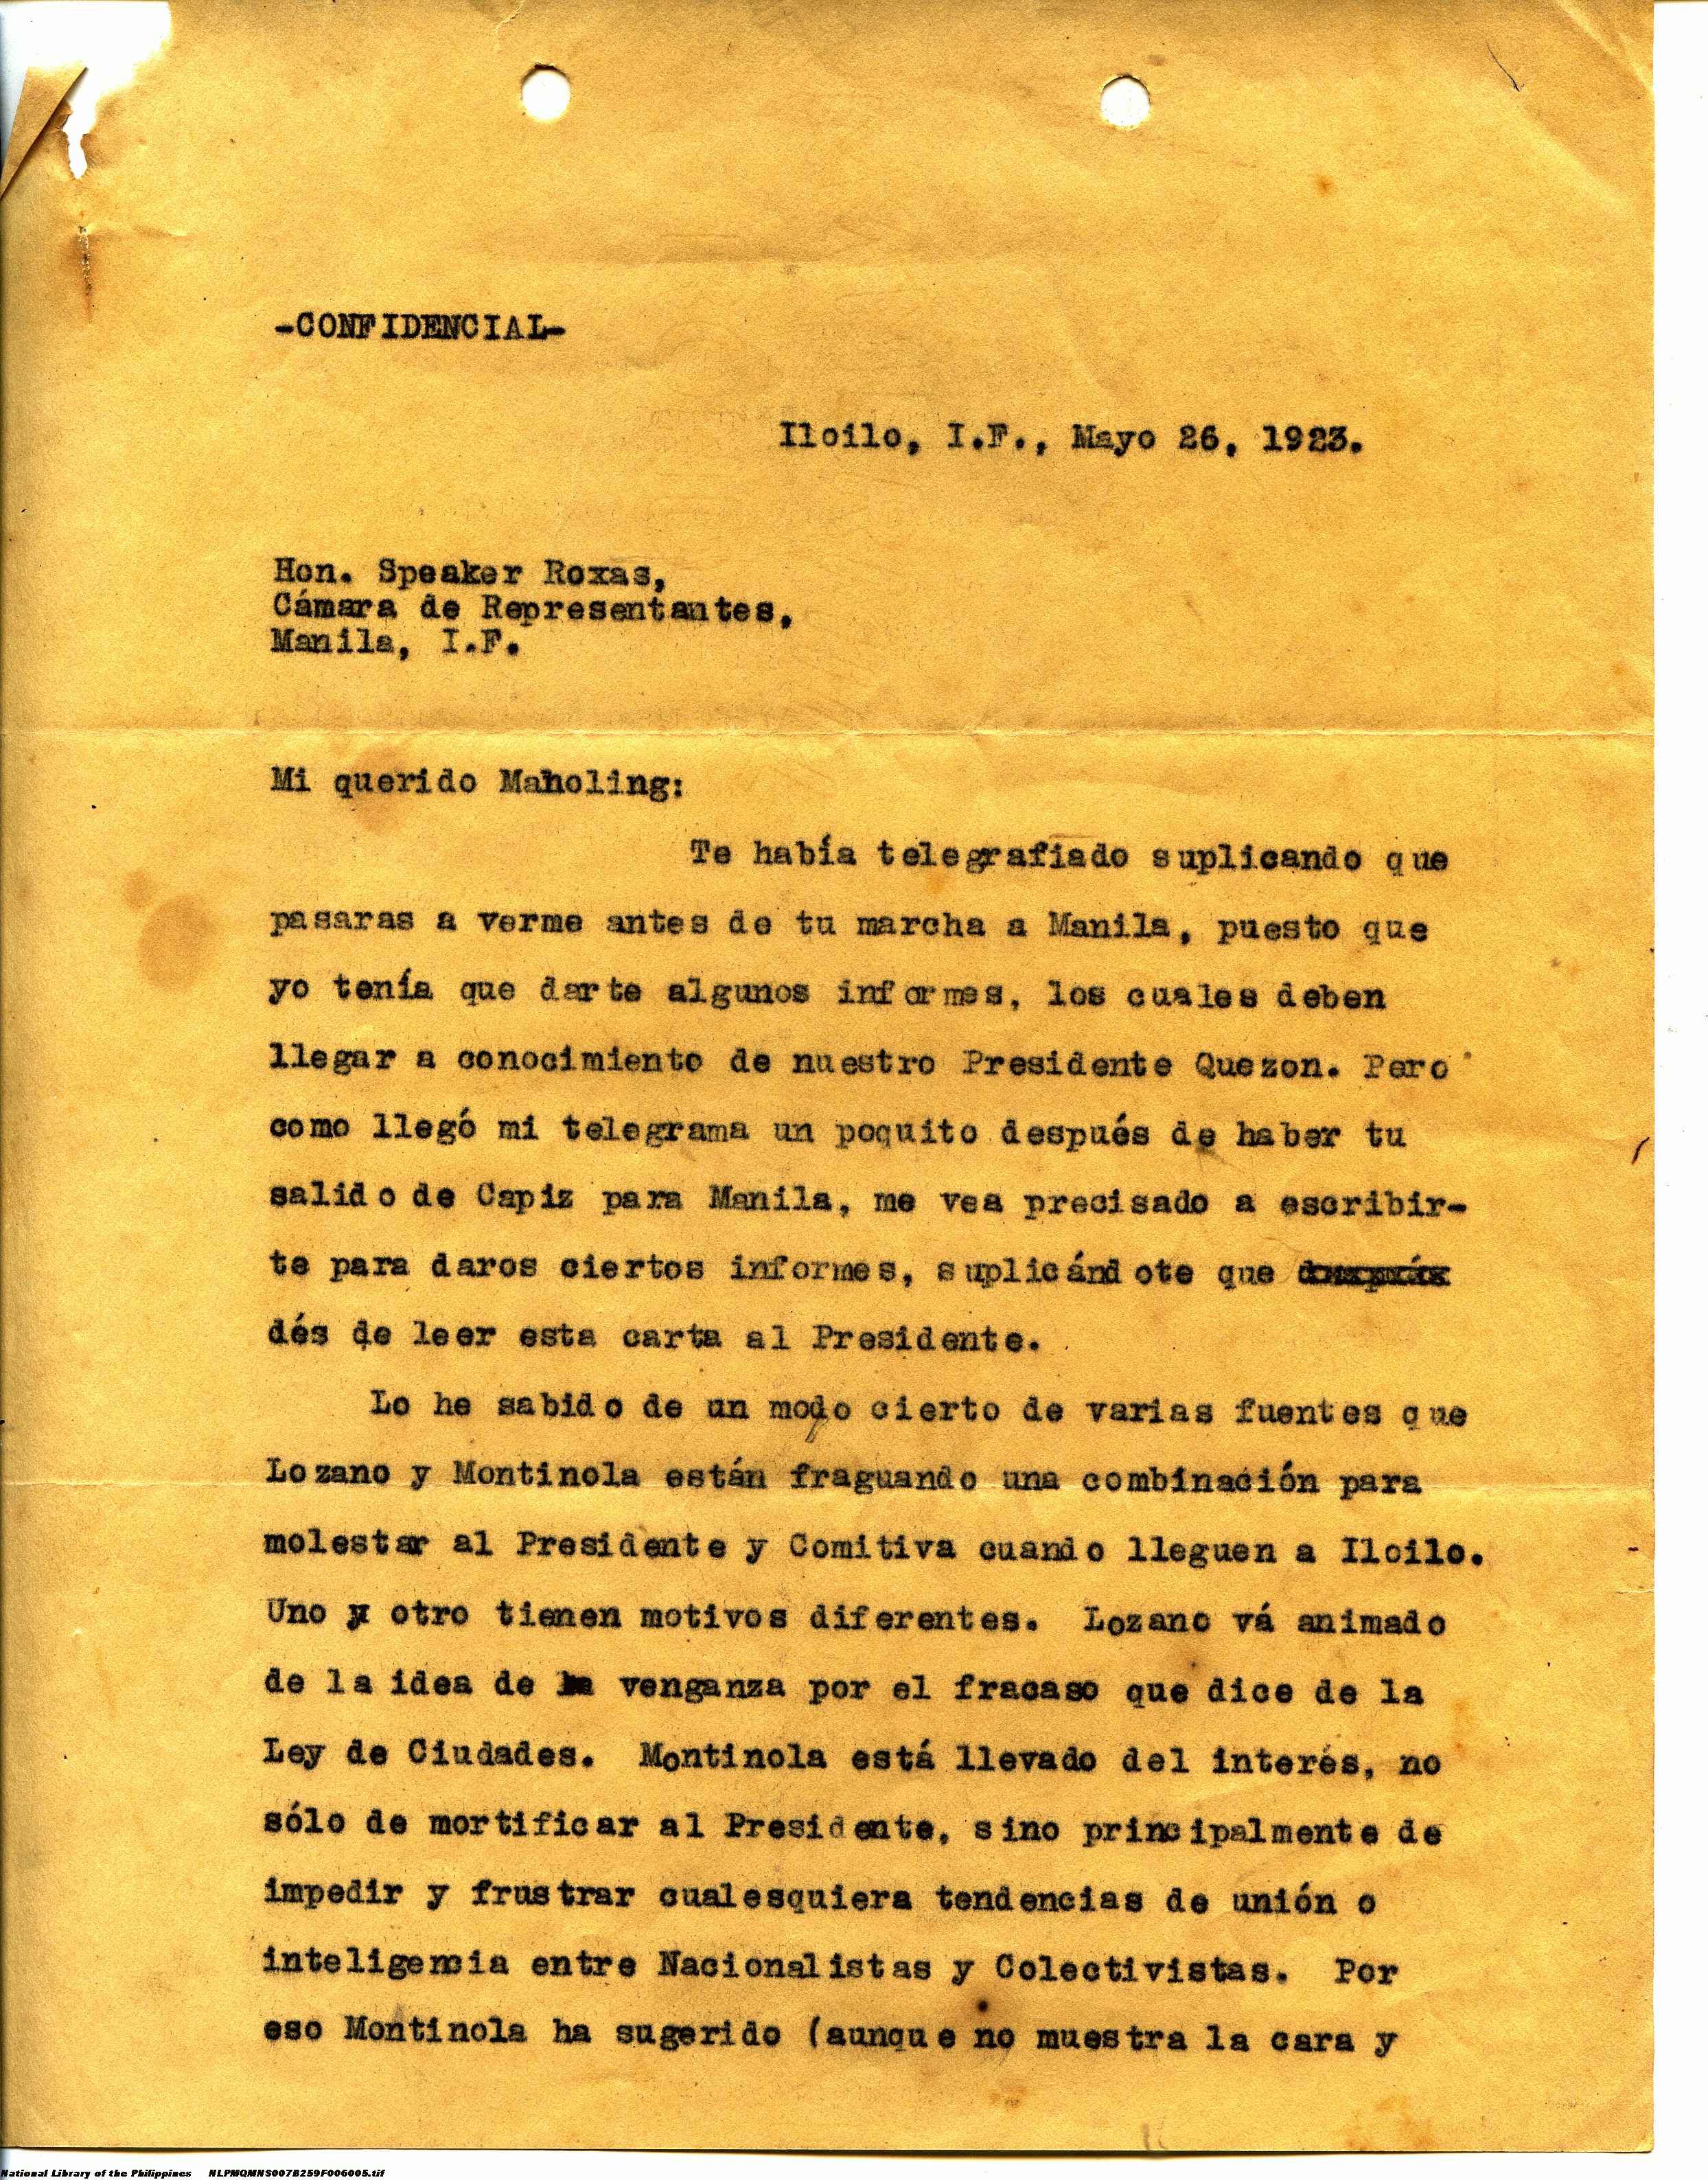 -CONFIDENCIAL-
Iloilo, I.F., Mayo 26, 1923.
Hon. Speaker Roxas,
Cámara de Representantes,
Manila, I.F.
Mi querido Maholing:
Te había telegrafiado suplicando que
pasaras a verme antes de tu marcha a Manila, puesto que
yo tenía que darte algunos informes, los cuales deben
llegar a conocimiento de nuestro Presidente Quezon. Pero
como llegó mi telegrama un poquito después de haber tu
salido de Capiz para Manila, me vea precisado a escribir-
te para daros ciertos informes, suplicándote que
dés de leer esta carta al Presidente.
Lo he sabido de un modo cierto de varias fuentes que
Lozano y Montinola están fraguando una combinación para
molestar al Presidente y Comitiva cuando lleguen a Iloilo.
Uno y otro tienen motivos diferentes. Lozano vá animado
de la idea de la venganza por el fracaso que dice de la
Ley de Ciudades. Montinola está llevado del interés, no
sólo de mortificar al Presidente, sino principalmente de
impedir y frustrar cualesquiera tendencias de unión o
inteligencia entre Nacionalistas y Colectivistas. Por
eso Montinola ha sugerido (aunque no muestra la cara y
National Library of the Philippines NLPMQMNS007B259F006005.tif